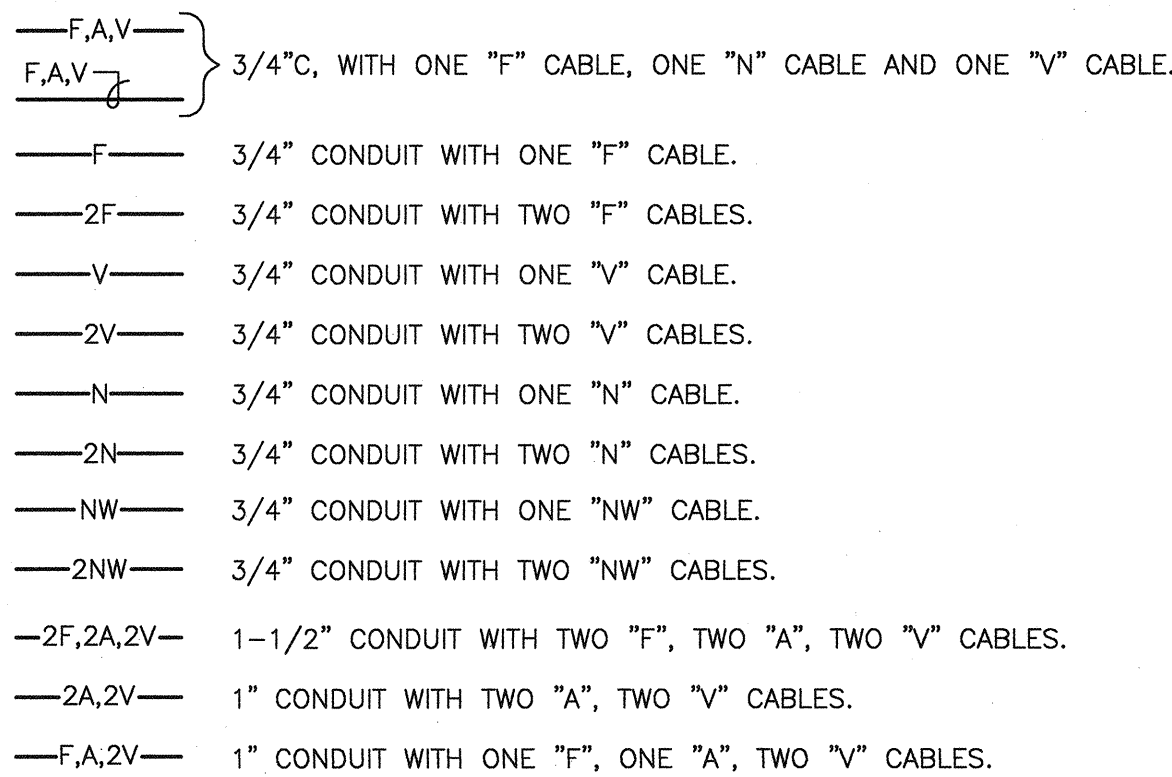 F,A,V
F,A,V 3/4"C, WITH ONE "F" CABLE, ONE "N" CABLE AND ONE "V" CABLE.
F 3/4" CONDUIT WITH ONE "F" CABLE.
2F 3/4" CONDUIT WITH TWO "F" CABLES.
V 3/4" CONDUIT WITH ONE "V" CABLE.
2V 3/4" CONDUIT WITH TWO "V" CABLES.
N 3/4" CONDUIT WITH ONE "N" CABLE.
2N 3/4" CONDUIT WITH TWO "N" CABLES.
NW 3/4" CONDUIT WITH ONE "NW" CABLE.
2NW 3/4" CONDUIT WITH TWO "NW" CABLES.
2F,2A,2V 1-1/2" CONDUIT WITH TWO "F", TWO "A", TWO "V" CABLES.
2A,2V 1" CONDUIT WITH TWO "A", TWO "V" CABLES.
F,A,2V 1" CONDUIT WITH ONE "F", ONE "A", TWO "V" CABLES.